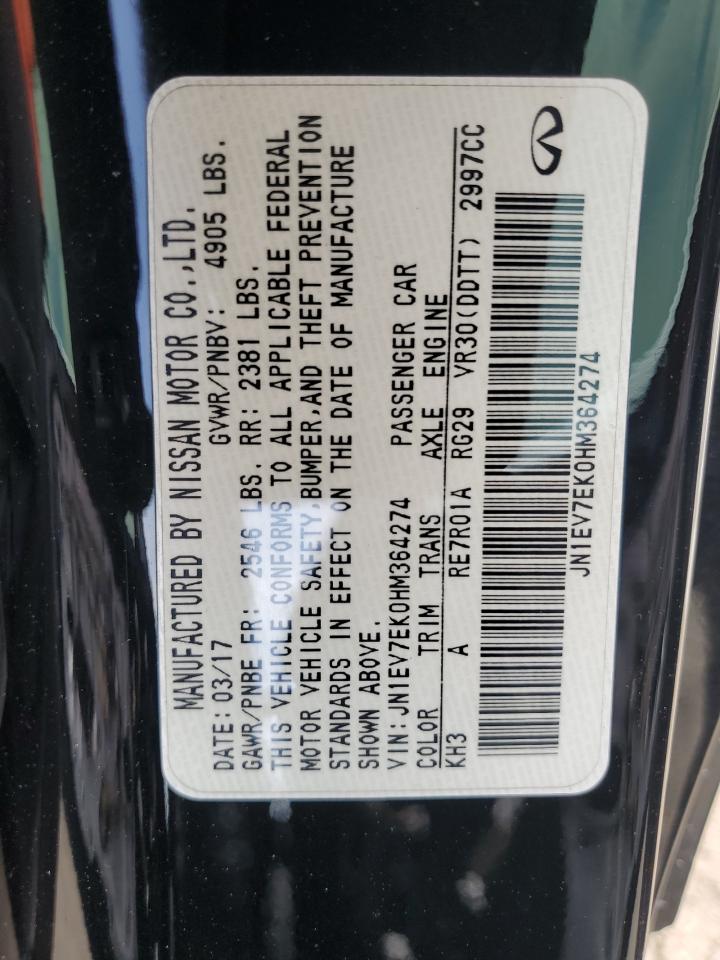 MANUFACTURED BY NISSAN MOTOR CO.,LTD.
DATE: 03/17 GVWR/PNBV: 4905 LBS.
GAWR/PNBE FR: 2546 LBS. RR: 2381 LBS.
THIS VEHICLE CONFORMS TO ALL APPLICABLE FEDERAL
MOTOR VEHICLE SAFETY,BUMPER,AND THEFT PREVENTION
STANDARDS IN EFFECT ON THE DATE OF MANUFACTURE
SHOWN ABOVE.
VIN: JN1EV7EK0HM364274 PASSENGER CAR
COLOR TRIM TRANS AXLE ENGINE
KH3 A RE7R01A RG29 VR30(DDTT) 2997CC
JN1EV7EK0HM364274